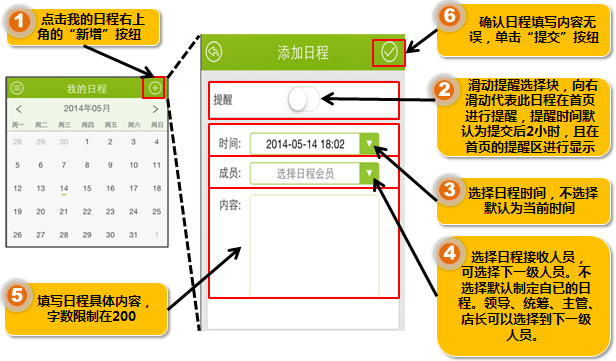 1
点击我的日程右上
角的“新增”按纽
我的日程
2014年05月
周一 周二 周三 周四 周五 周六 周日
28 29 30 1 2 3 4
5 6 7 8 9 10 11
12 13 14 15 16 17 18
19 20 21 22 23 24 25
26 27 28 29 30 31 1
5
填写日程具体内容，
字数限制在200
添加日程
提醒
时间: 2014-05-14 18:02
成员: 选择日程会员
内容:
6
确认日程填写内容无
误，单击“提交”按纽
2
滑动提醒选择块，向右
滑动代表此日程在首页
进行提醒，提醒时间默
认为提交后2小时，且在
首页的提醒区进行显示
3
选择日程时间，不选择
默认为当前时间
4
选择日程接收人员，
可选择下一级人员。不
选择默认制定自已的日
程。领导、统筹、主管、
店长可以选择到下一级
人员。